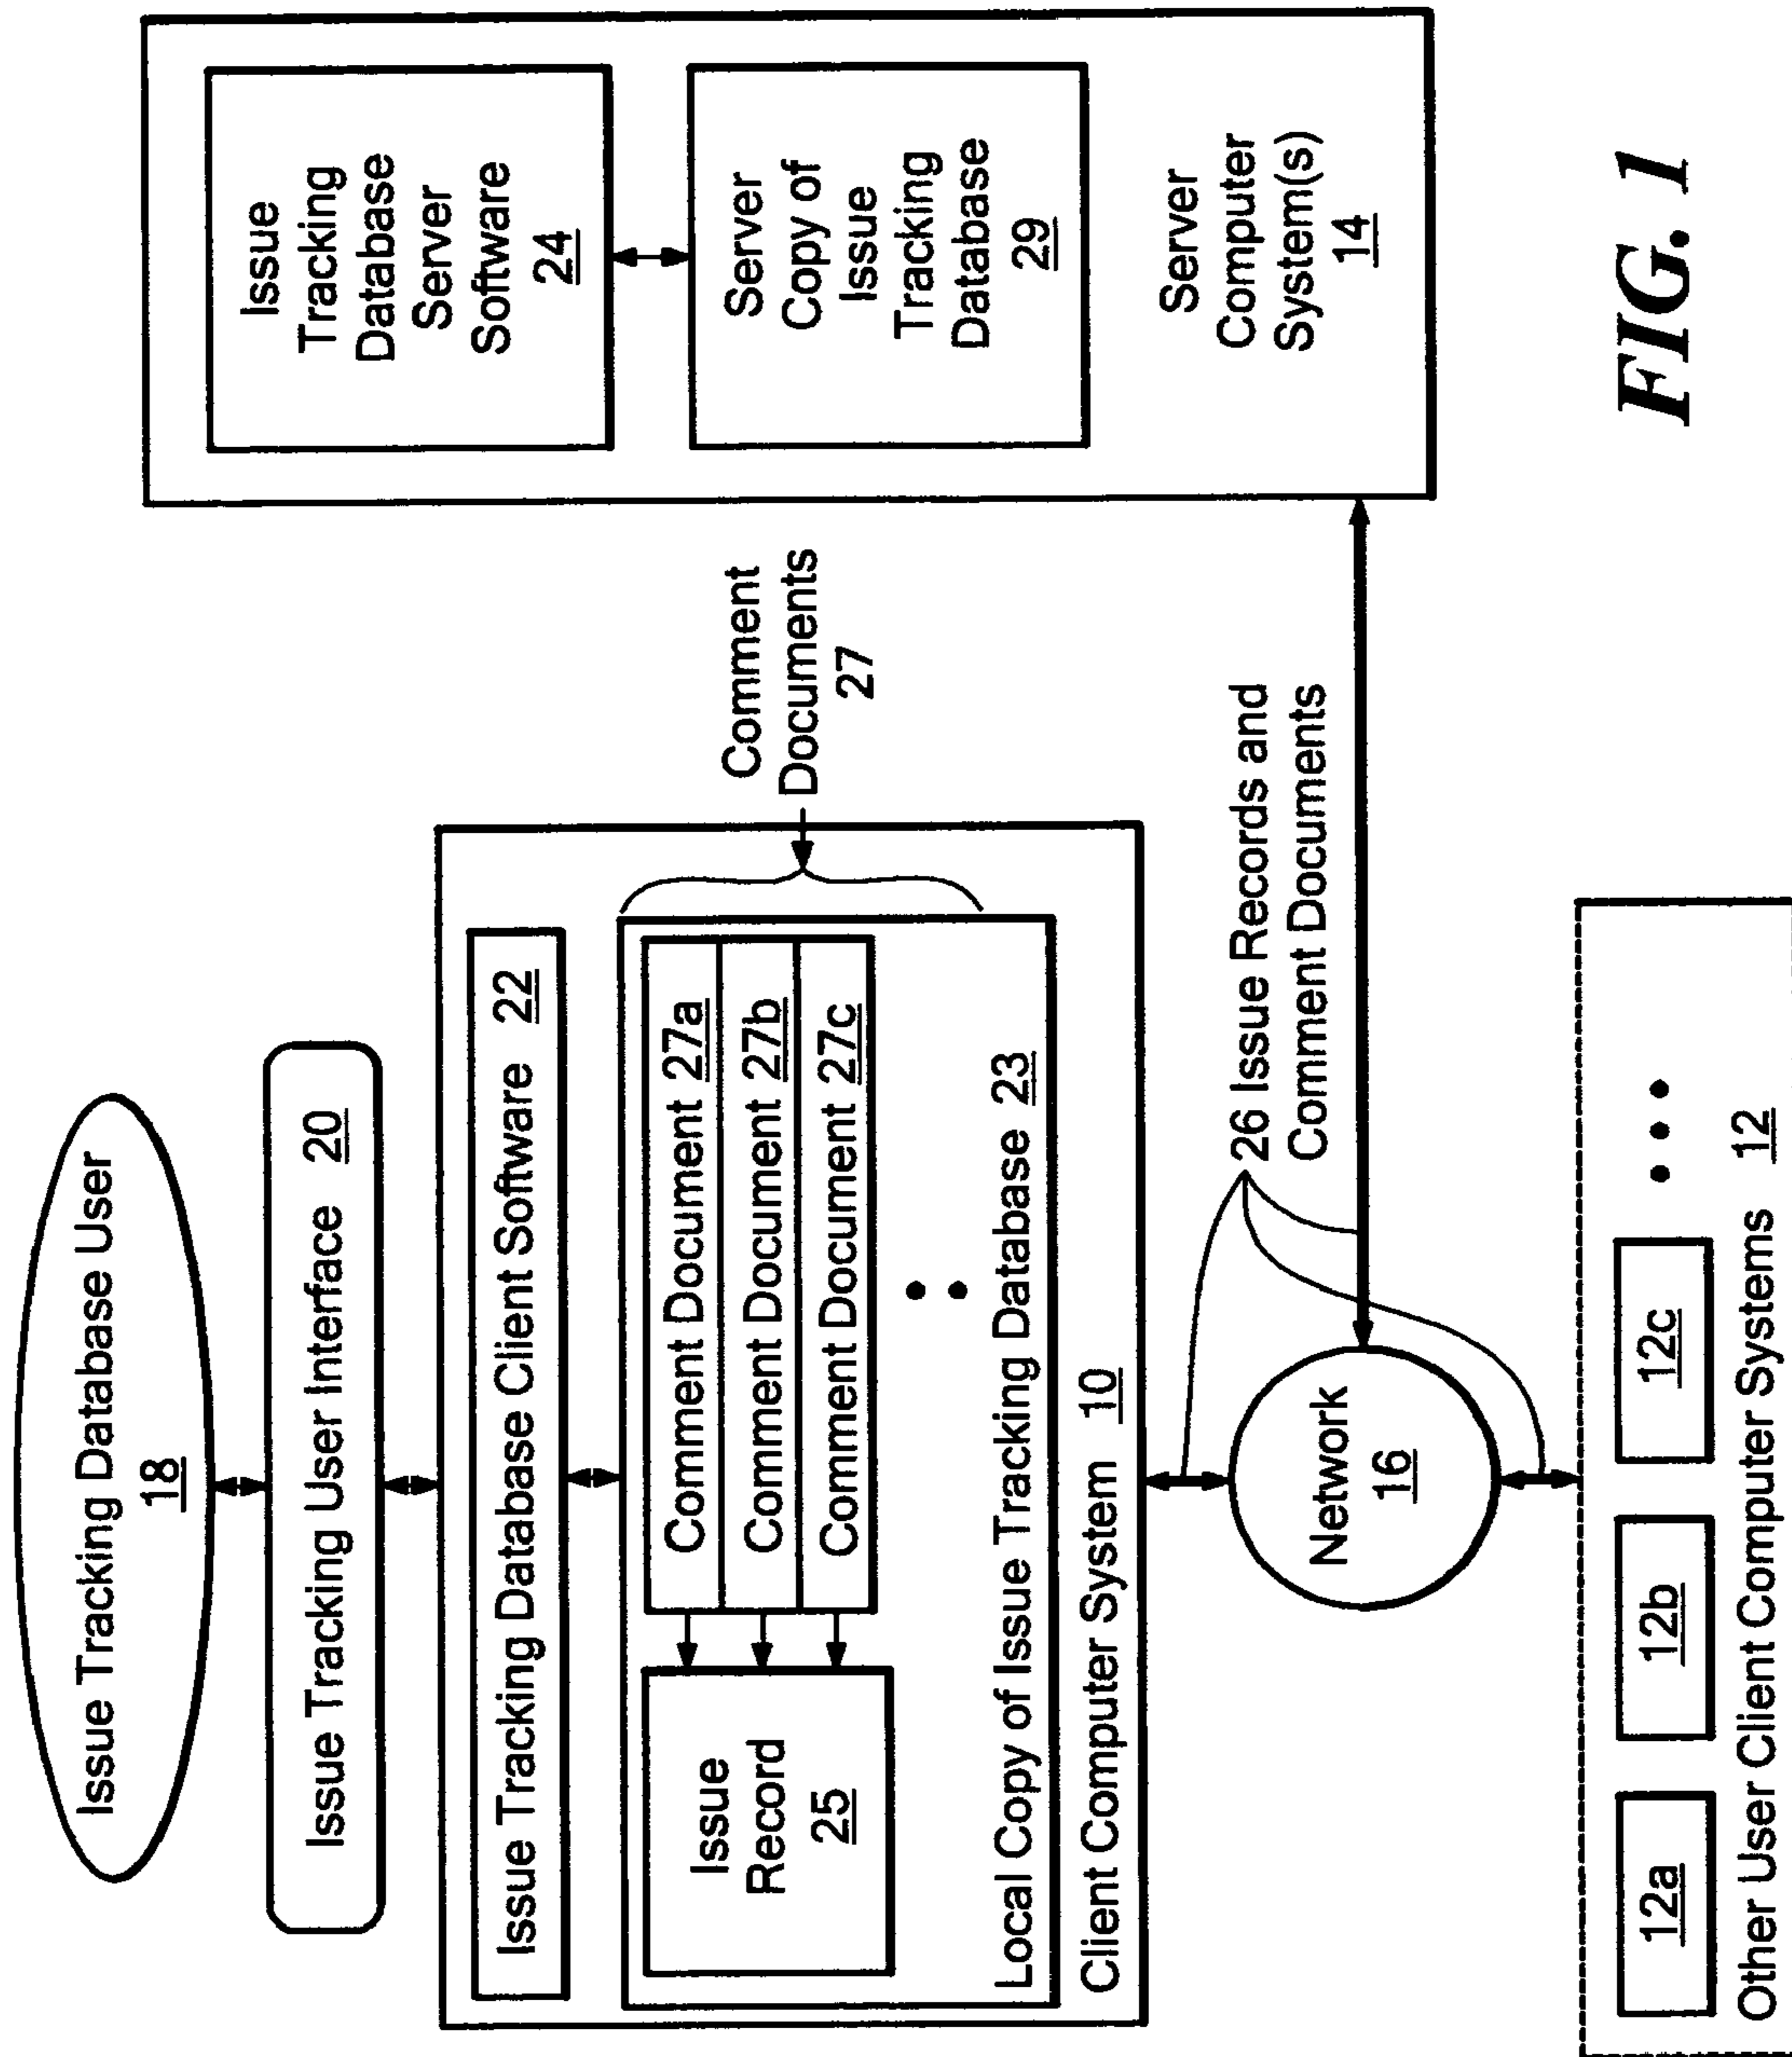 Issue Tracking Database User
18
Issue Tracking User Interface 20
Issue Tracking Database Client Software 22
Issue
Record
25
Comment Document 27a
Comment Document 27b
Comment Document 27c
Local Copy of Issue Tracking Database 23
Client Computer System 10
Comment
Documents
27
Issue
Tracking
Database
Server
Software
24
Server
Copy of
Issue
Tracking
Database
29
Server
Computer
System(s)
14
26 Issue Records and
Comment Documents
Network
16
12a
12b
12c
Other User Client Computer Systems 12
FIG. 1